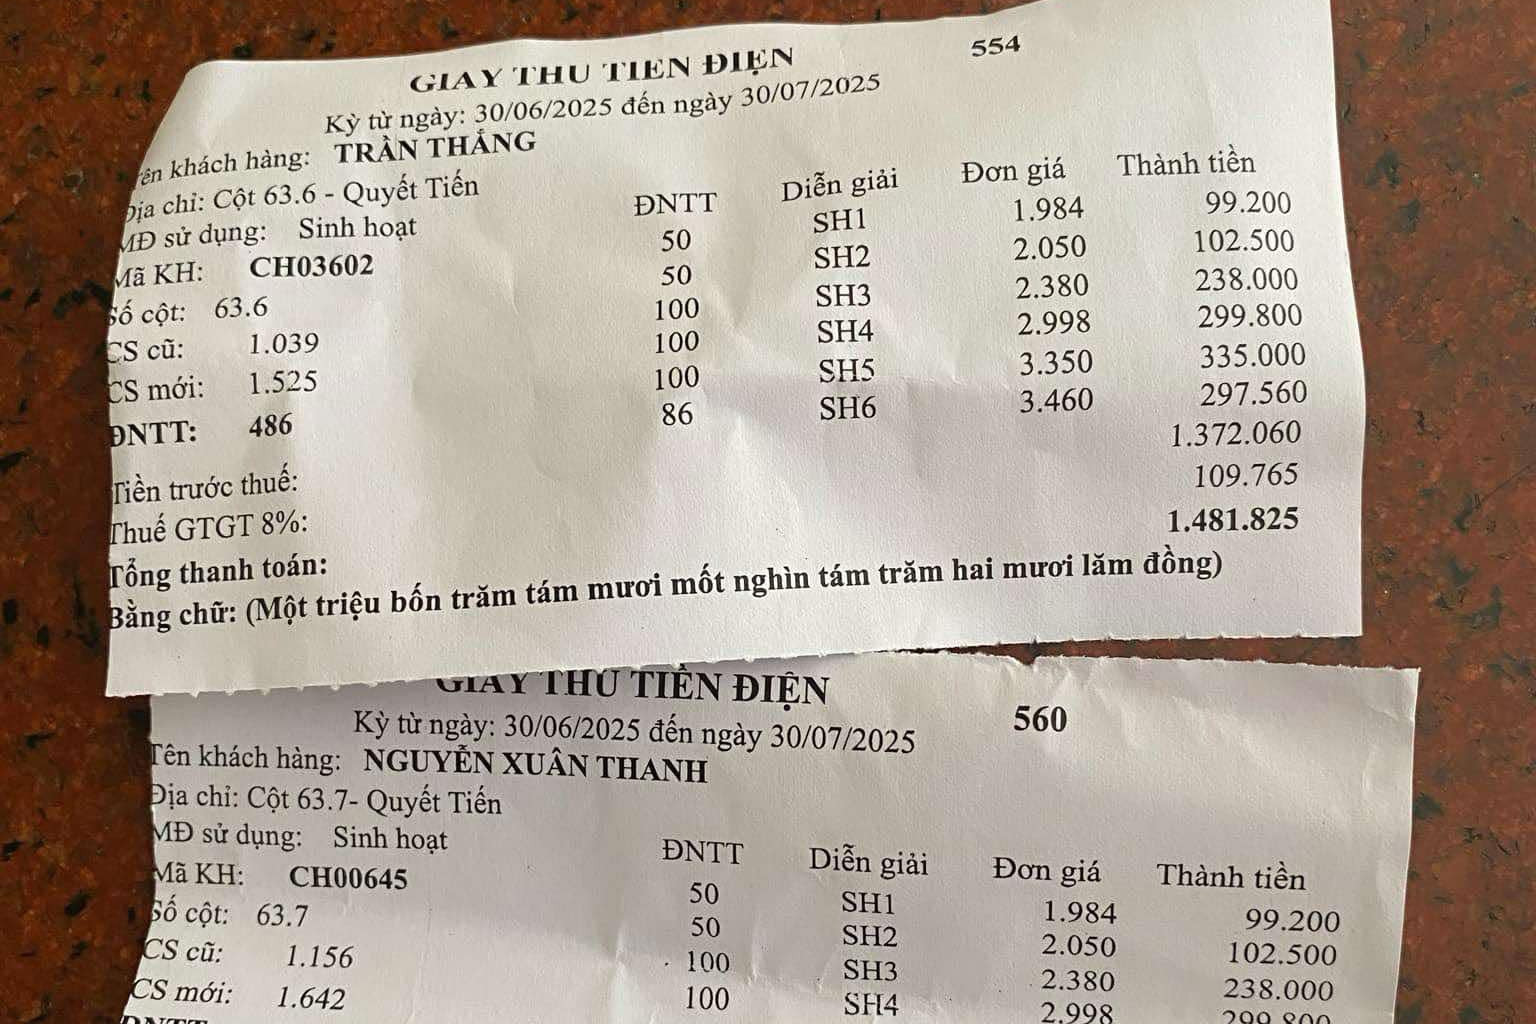 GIAY THU TIEN ĐIỆN 554
Kỳ từ ngày: 30/06/2025 đến ngày 30/07/2025
Tên khách hàng: TRẦN THẮNG
Địa chỉ: Cột 63.6 - Quyết Tiến
MĐ sử dụng: Sinh hoạt ĐNTT Diễn giải Đơn giá Thành tiền
Mã KH: CH03602 50 SH1 1.984 99.200
Số cột: 63.6 50 SH2 2.050 102.500
CS cũ: 1.039 100 SH3 2.380 238.000
CS mới: 1.525 100 SH4 2.998 299.800
ĐNTT: 486 100 SH5 3.350 335.000
86 SH6 3.460 297.560
Tiền trước thuế: 1.372.060
Thuế GTGT 8%: 109.765
Tổng thanh toán: 1.481.825
Bằng chữ: (Một triệu bốn trăm tám mươi mốt nghìn tám trăm hai mươi lăm đồng)
GIẤY THU TIỀN ĐIỆN 560
Kỳ từ ngày: 30/06/2025 đến ngày 30/07/2025
Tên khách hàng: NGUYỄN XUÂN THANH
Địa chỉ: Cột 63.7- Quyết Tiến
MĐ sử dụng: Sinh hoạt ĐNTT Diễn giải Đơn giá Thành tiền
Mã KH: CH00645 50 SH1 1.984 99.200
Số cột: 63.7 50 SH2 2.050 102.500
CS cũ: 1.156 100 SH3 2.380 238.000
CS mới: 1.642 100 SH4 2.998 299.800
ĐNTT